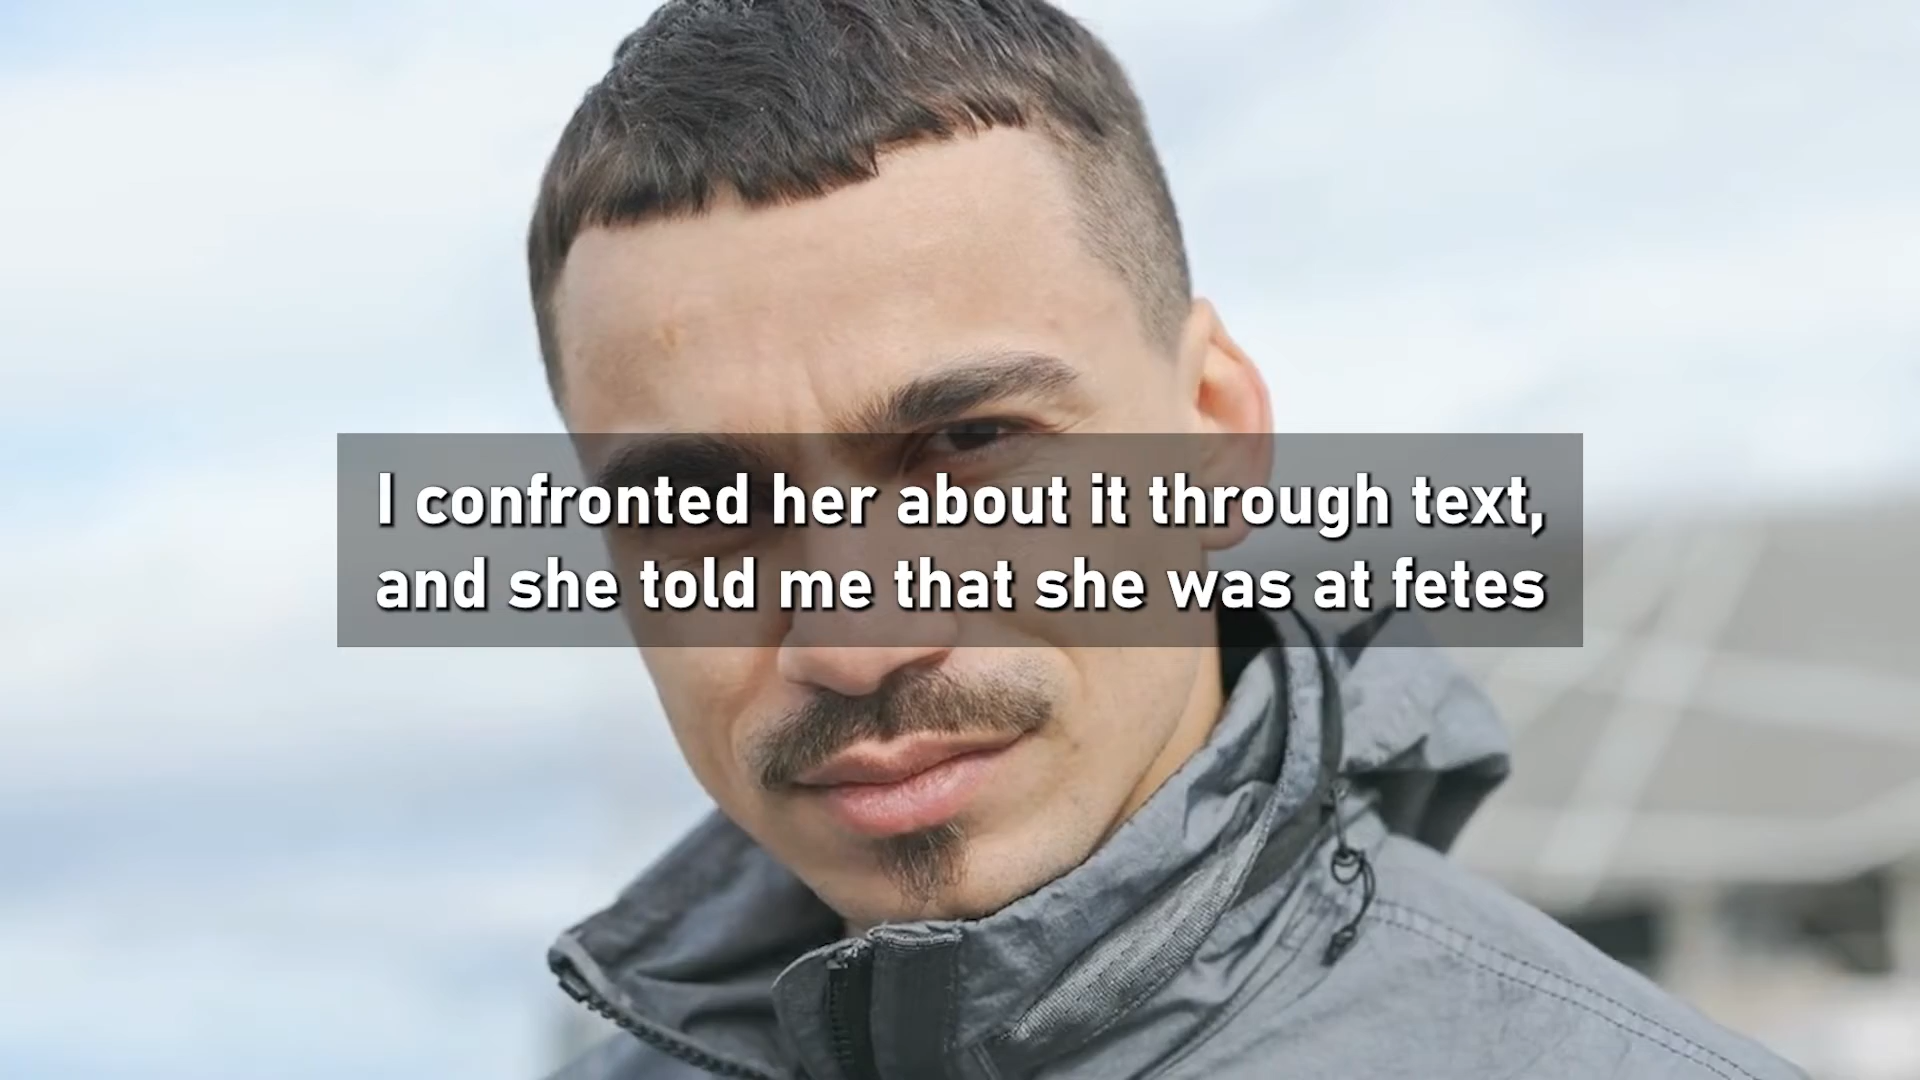 I confronted her about it through text,
and she told me that she was at fetes